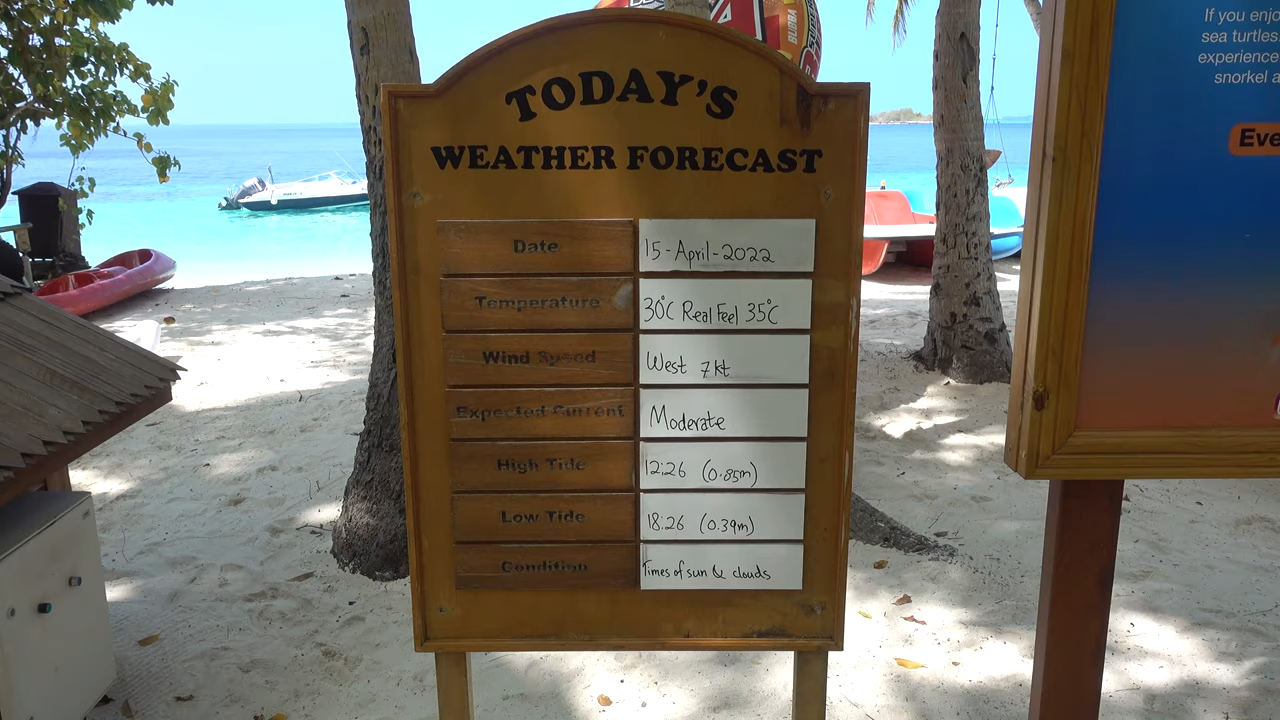 TODAY'S
WEATHER FORECAST
Date 15-April-2022
Temperature 30°C Real Feel 35°C
Wind Speed West 7kt
Expected Current Moderate
High Tide 12:26 (0.85m)
Low Tide 18:26 (0.39m)
Condition Times of sun & clouds
If you enjo
sea turtles
experience
snorkel a
Eve
BUBBA